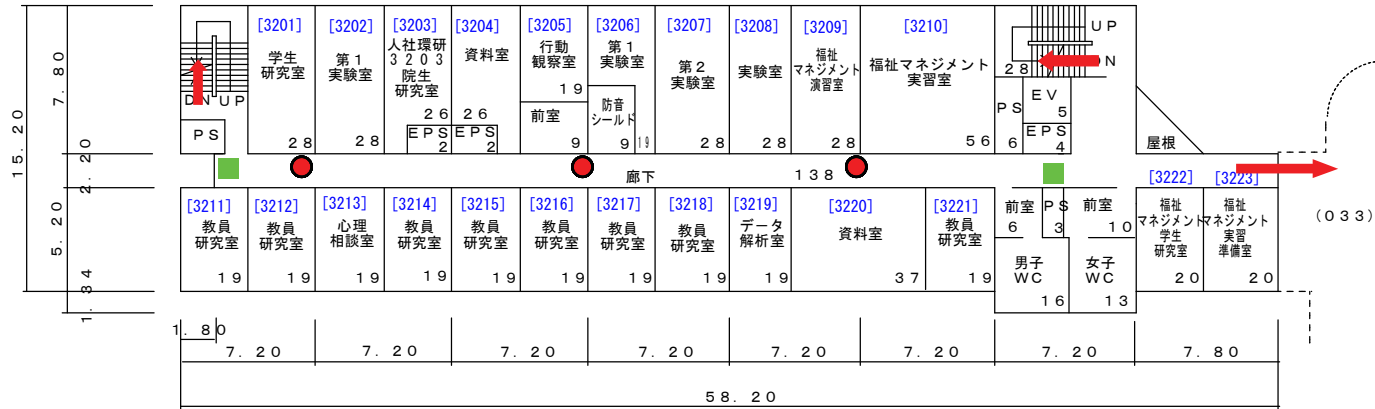 [3201]
学生
研究室
28
[3202]
第1
実験室
28
[3203]
人社環研
3203
院生
研究室
26
EPS
2
[3204]
資料室
26
EPS
2
[3205]
行動
観察室
19
前室
9
[3206]
第1
実験室
防音
シールド
9
19
[3207]
第2
実験室
28
[3208]
実験室
28
[3209]
福祉
マネジメント
演習室
28
[3210]
福祉マネジメント
実習室
56
UP
DN
28
PS
6
EV
5
EPS
4
DN UP
PS
屋根
廊下
138
[3211]
教員
研究室
19
[3212]
教員
研究室
19
[3213]
心理
相談室
19
[3214]
教員
研究室
19
[3215]
教員
研究室
19
[3216]
教員
研究室
19
[3217]
教員
研究室
19
[3218]
教員
研究室
19
[3219]
データ
解析室
19
[3220]
資料室
37
[3221]
教員
研究室
19
前室
6
PS
3
前室
10
男子
WC
16
女子
WC
13
[3222]
福祉
マネジメント
学生
研究室
20
[3223]
福祉
マネジメント
実習
準備室
20
(033)
15.20
7.80
2.20
5.20
1.34
1.80
7.20
7.20
7.20
7.20
7.20
7.20
7.20
7.80
58.20